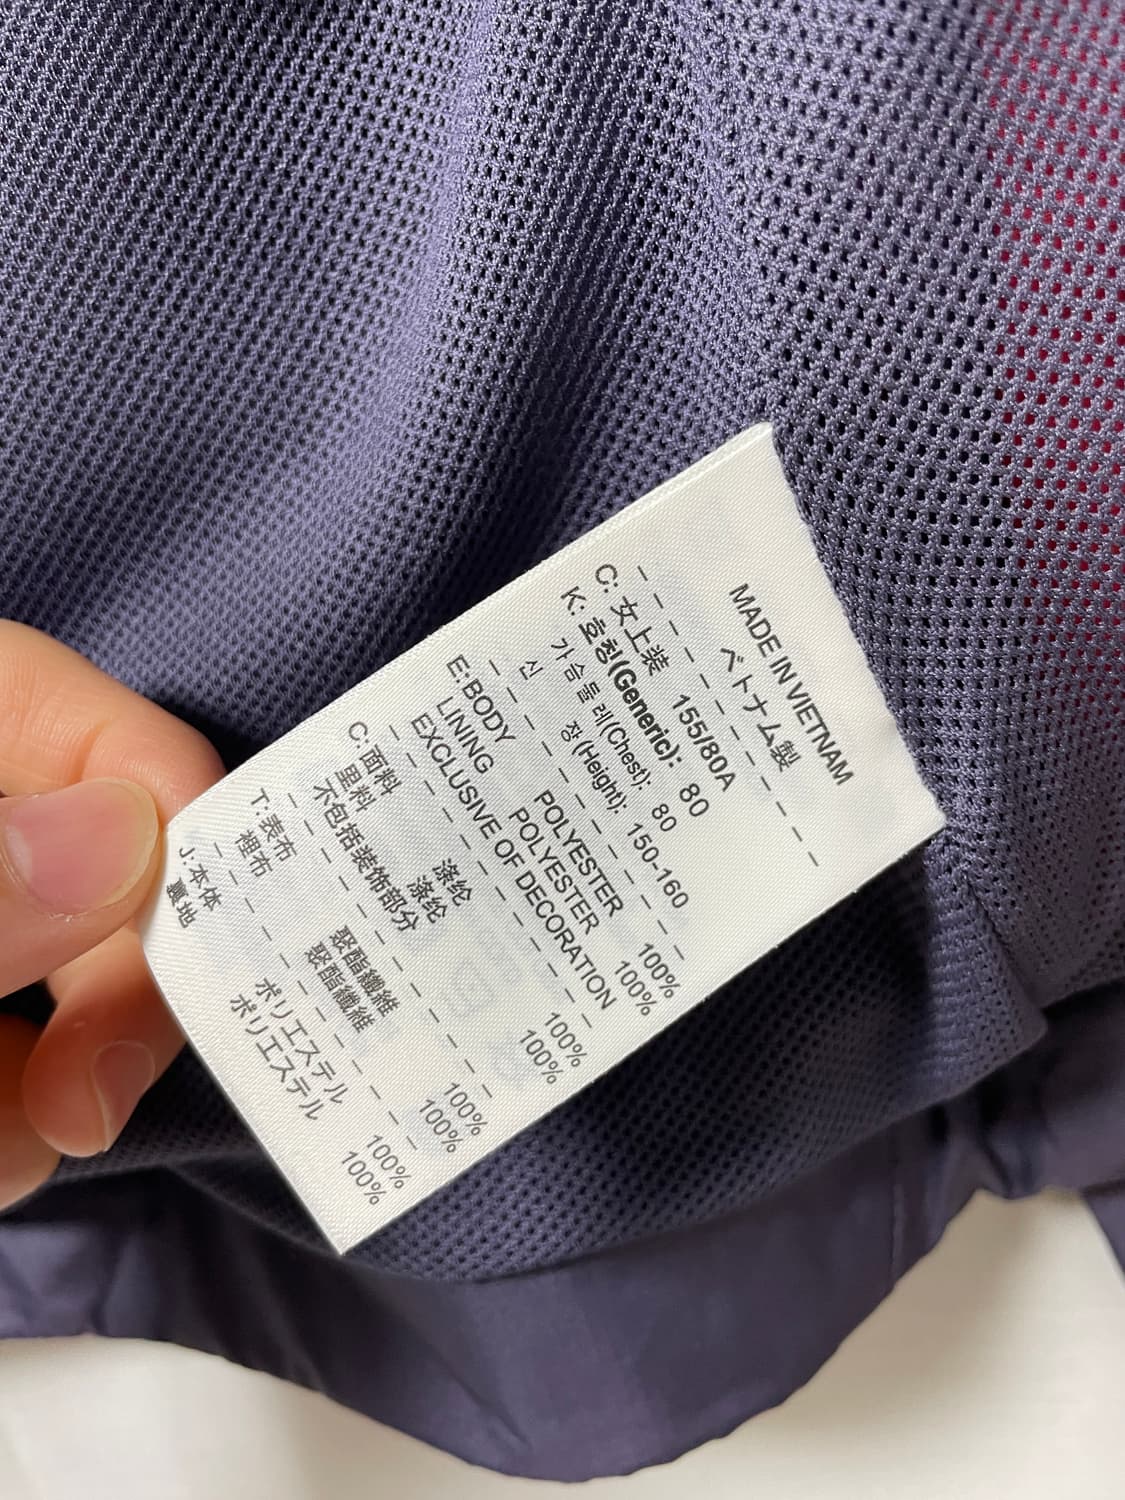 MADE IN VIETNAM
ベトナム製
C: 女上装 155/80A
K: 호칭(Generic): 80
가슴둘레(Chest): 80
신 장(Height): 150-160
E: BODY POLYESTER 100%
LINING POLYESTER 100%
EXCLUSIVE OF DECORATION
C: 面料 涤纶 100%
里料 涤纶 100%
不包括装饰部分
T: 表布 聚酯纖維 100%
裡布 聚酯纖維 100%
J: 本体 ポリエステル 100%
裏地 ポリエステル 100%